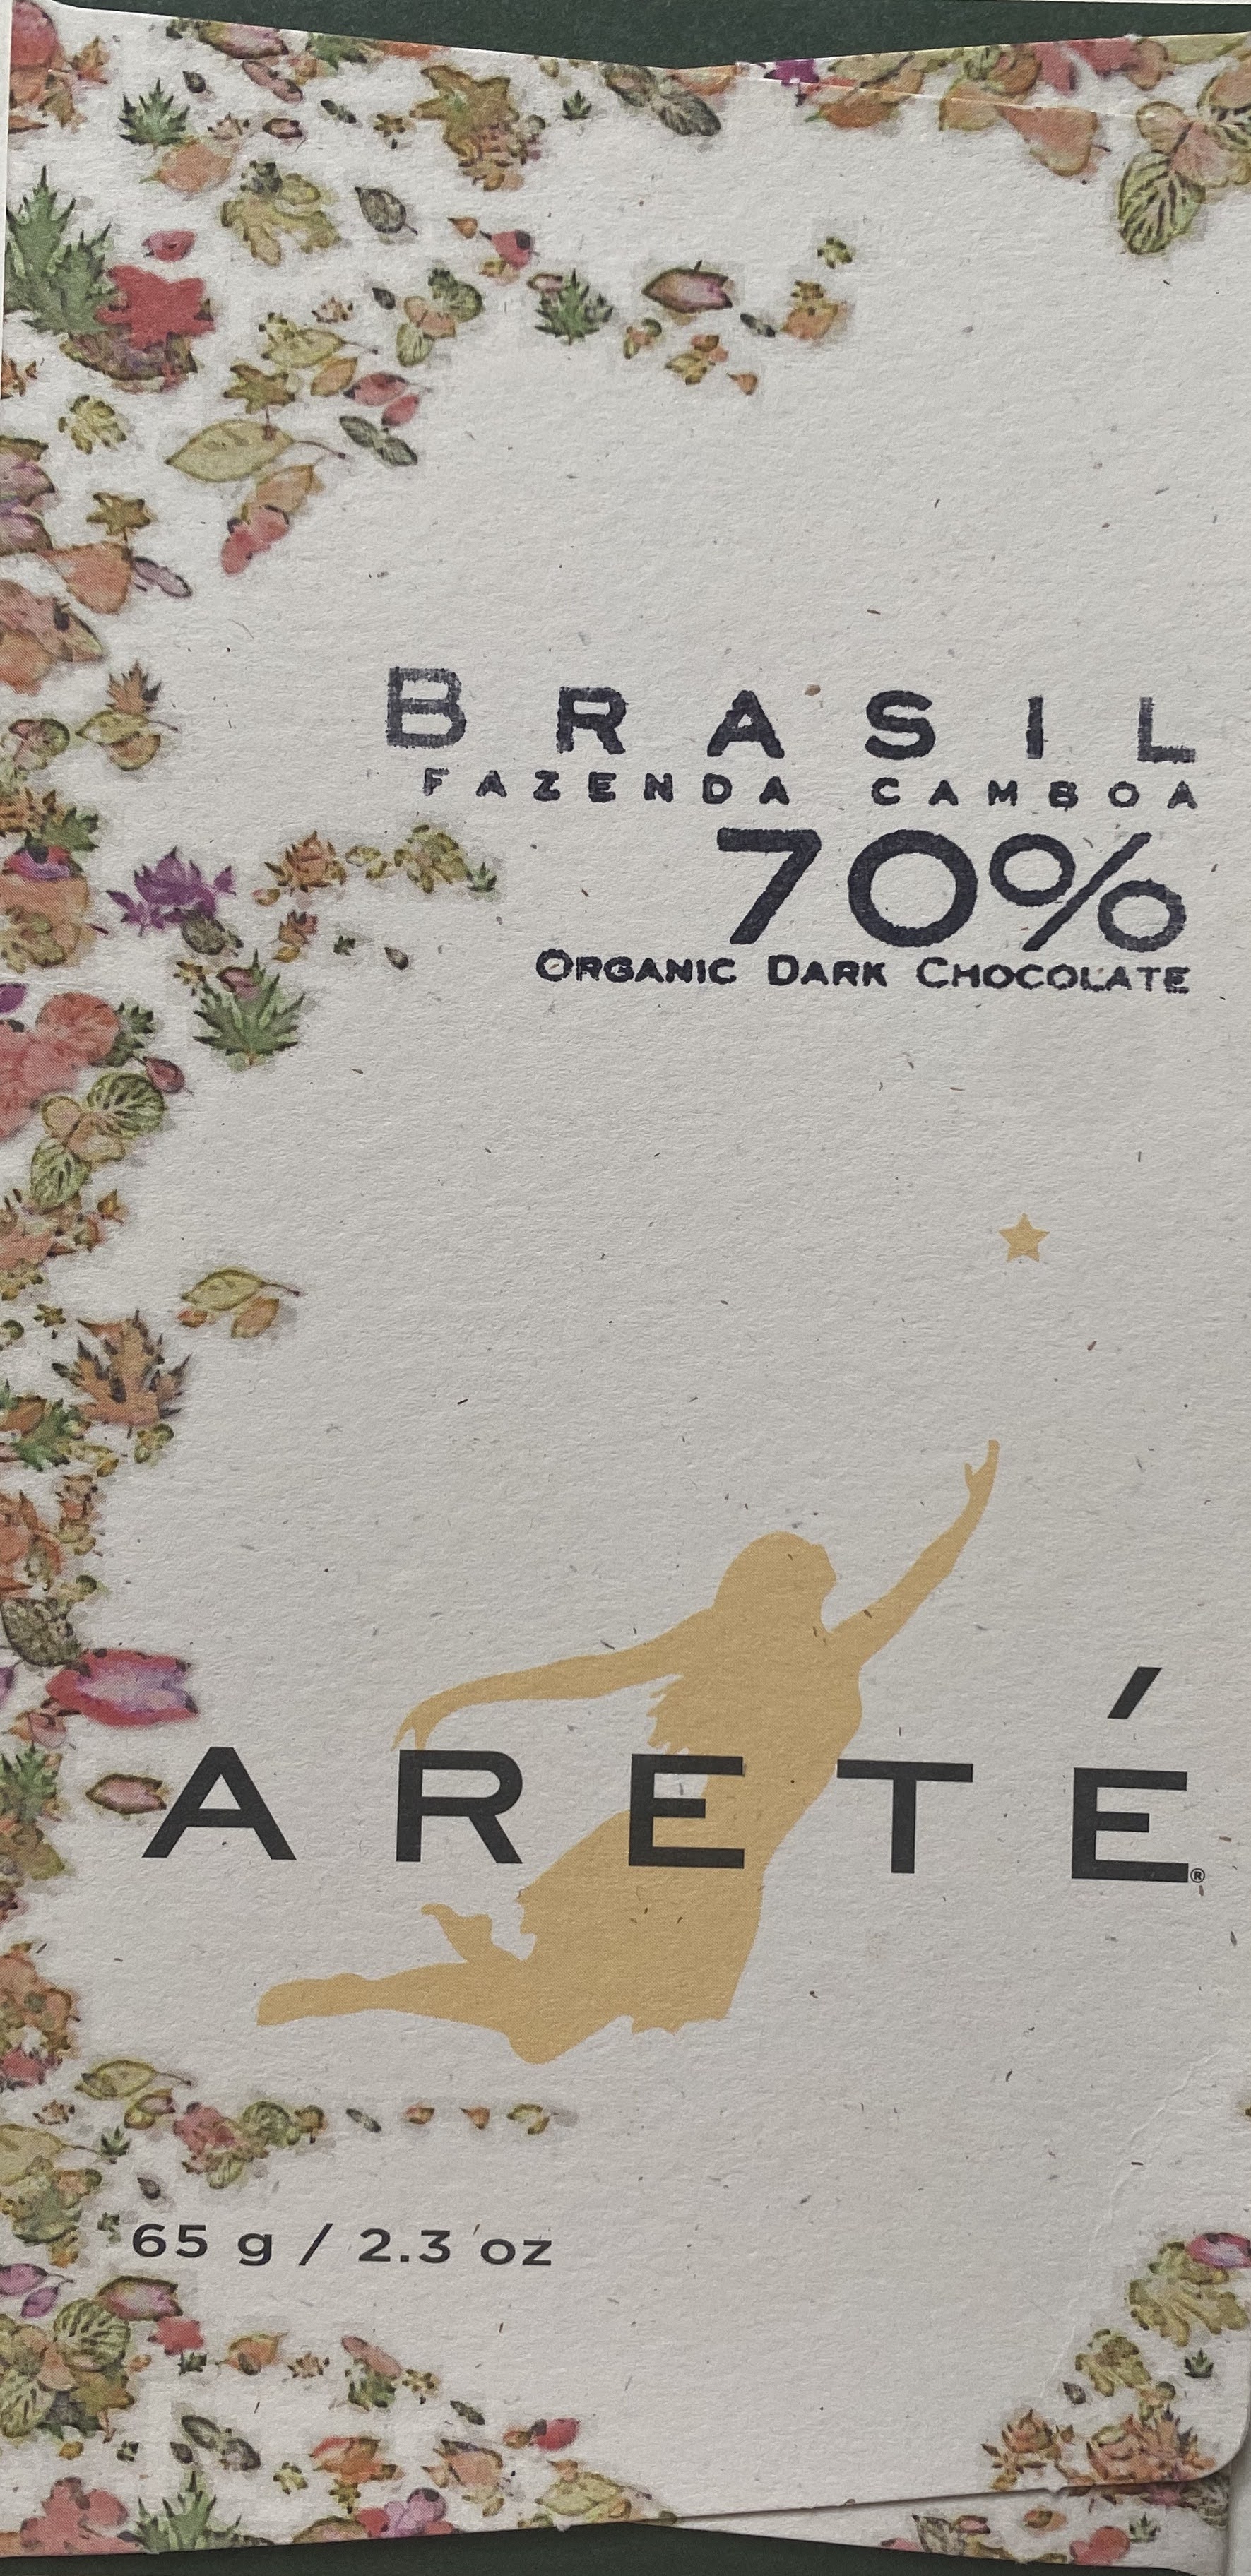 BRASIL
FAZENDA CAMBOA
70%
ORGANIC DARK CHOCOLATE
ARETÉ®
65 g / 2.3 oz